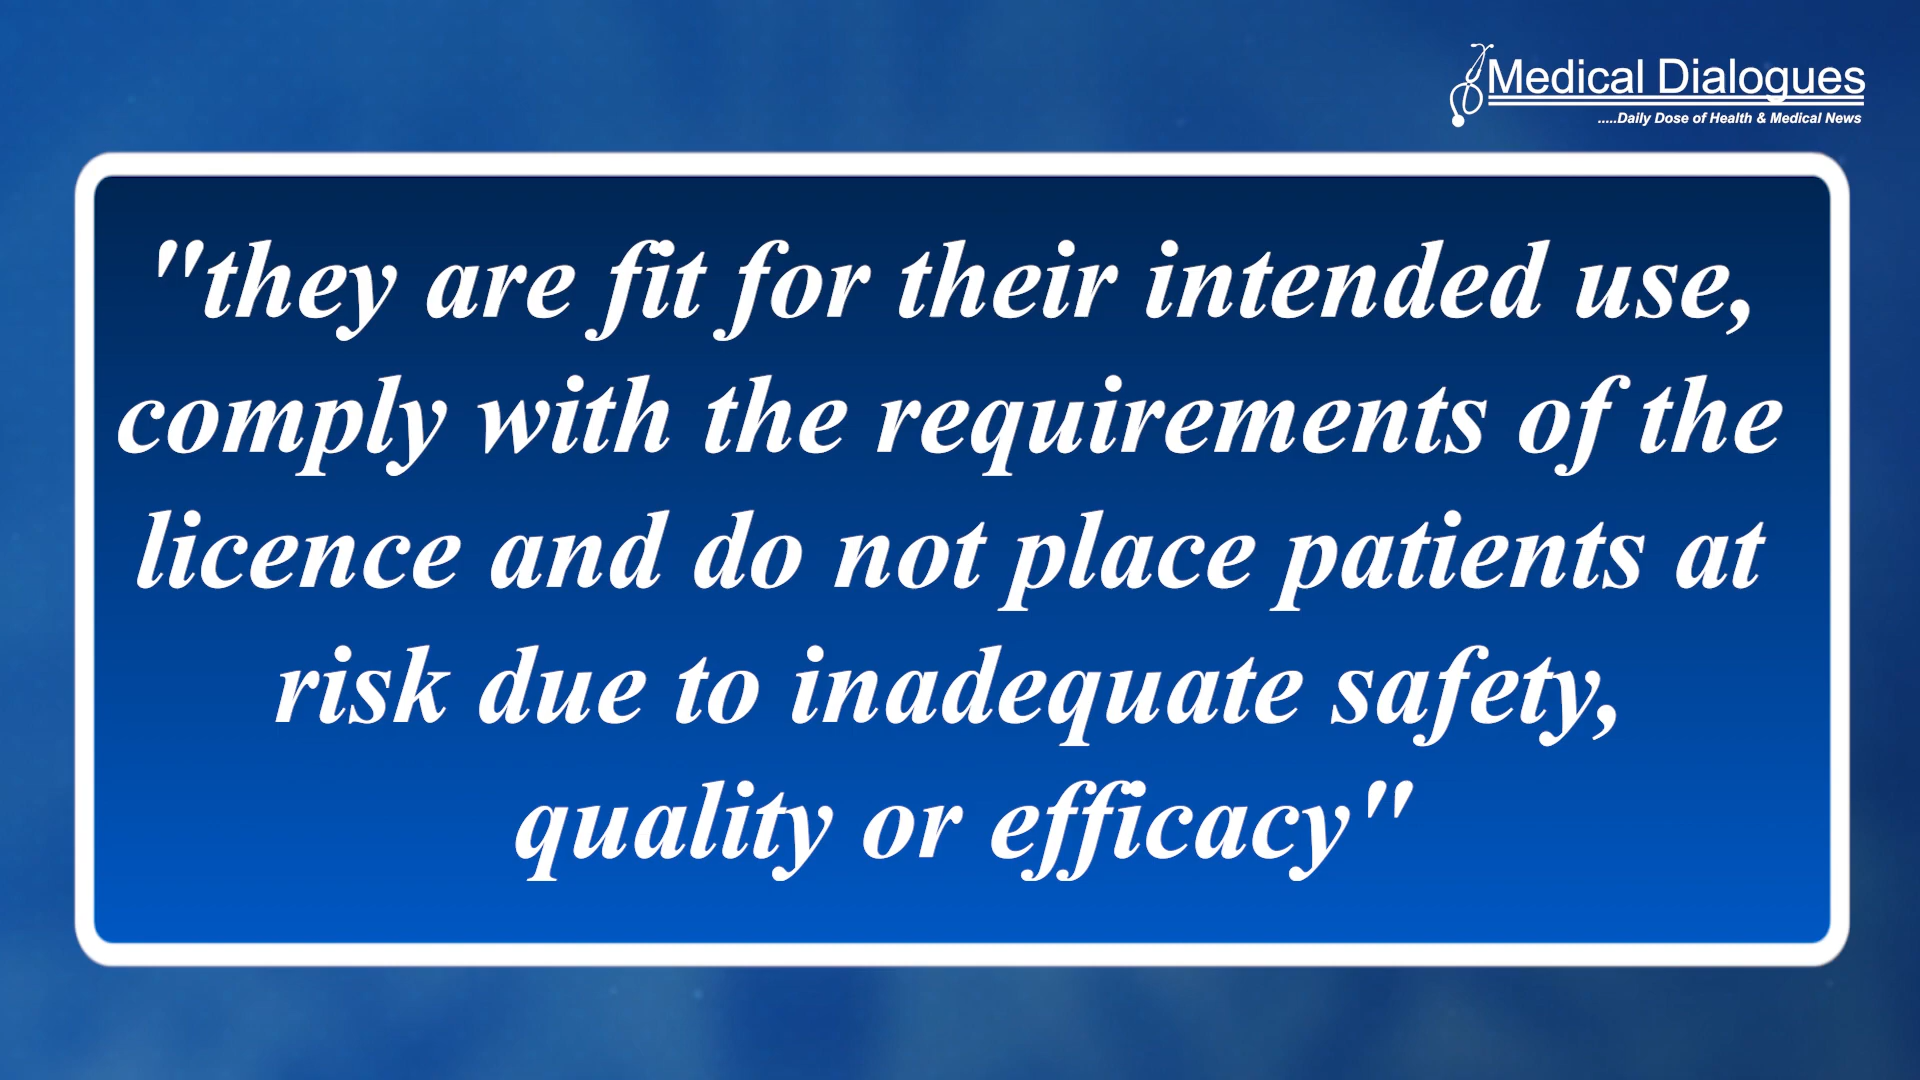 Medical Dialogues
.....Daily Dose of Health & Medical News
"they are fit for their intended use,
comply with the requirements of the
licence and do not place patients at
risk due to inadequate safety,
quality or efficacy"